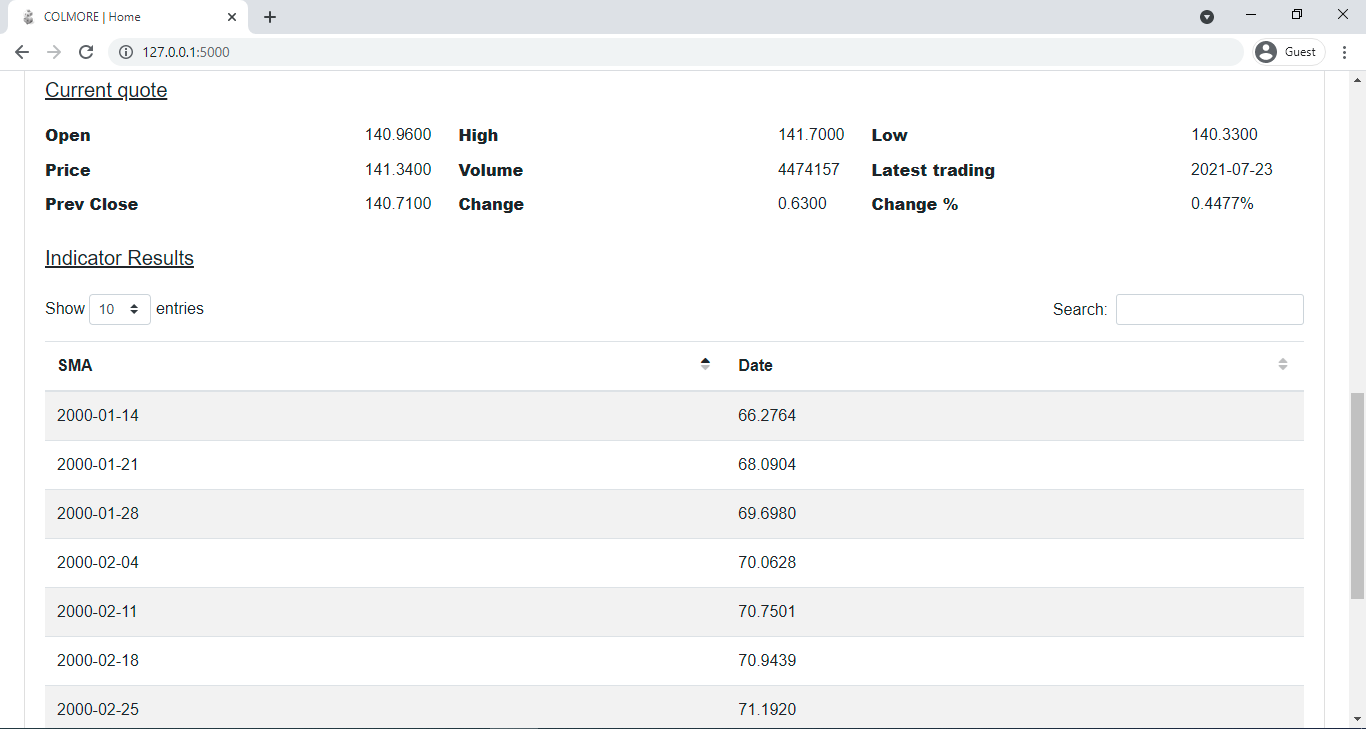 COLMORE | Home
127.0.0.1:5000
Guest
Current quote
Open 140.9600 High 141.7000 Low 140.3300
Price 141.3400 Volume 4474157 Latest trading 2021-07-23
Prev Close 140.7100 Change 0.6300 Change % 0.4477%
Indicator Results
Show 10 entries Search:
SMA Date
2000-01-14 66.2764
2000-01-21 68.0904
2000-01-28 69.6980
2000-02-04 70.0628
2000-02-11 70.7501
2000-02-18 70.9439
2000-02-25 71.1920